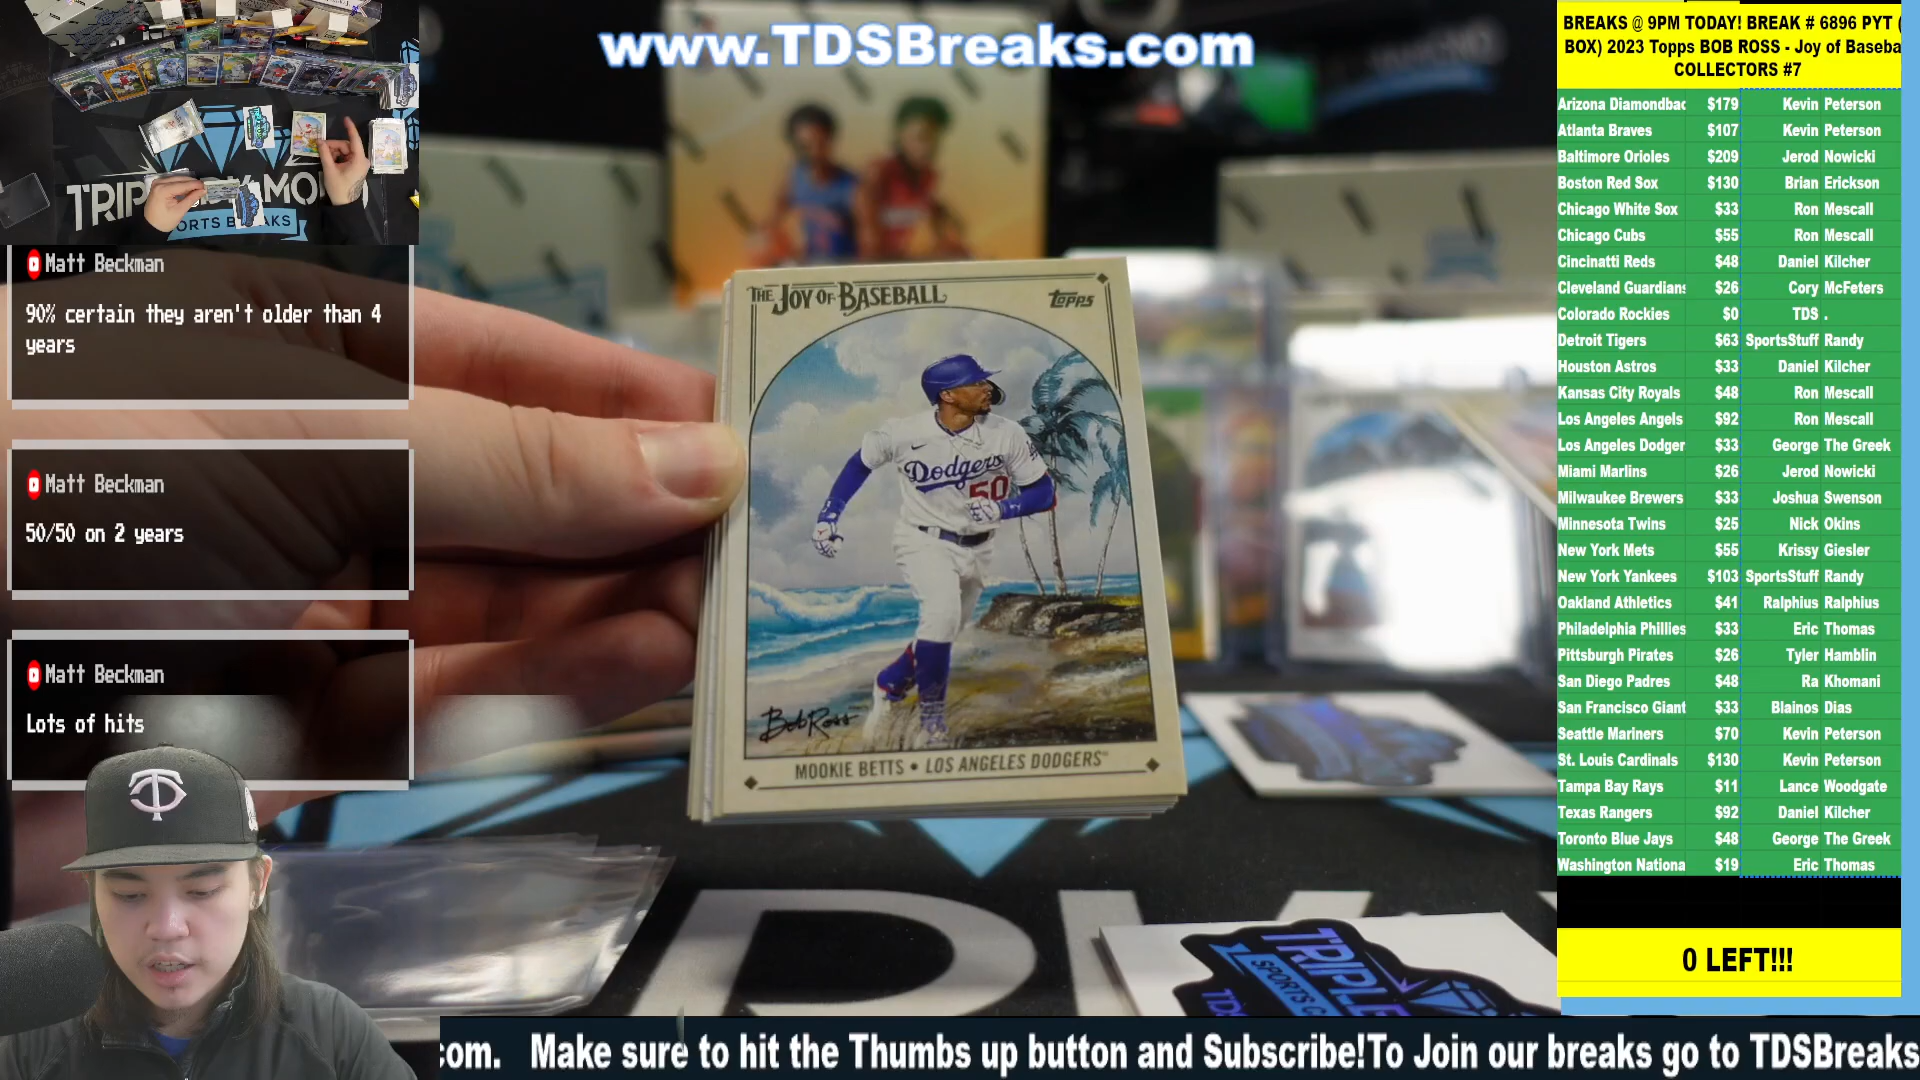 www.TDSBreaks.com
BREAKS @ 9PM TODAY! BREAK # 6896 PYT (
BOX) 2023 Topps BOB ROSS - Joy of Baseba
COLLECTORS #7
Arizona Diamondbac $179 Kevin Peterson
Atlanta Braves $107 Kevin Peterson
Baltimore Orioles $209 Jerod Nowicki
Boston Red Sox $130 Brian Erickson
Chicago White Sox $33 Ron Mescall
Chicago Cubs $55 Ron Mescall
Cincinatti Reds $48 Daniel Kilcher
Cleveland Guardians $26 Cory McFeters
Colorado Rockies $0 TDS .
Detroit Tigers $63 SportsStuff Randy
Houston Astros $33 Daniel Kilcher
Kansas City Royals $48 Ron Mescall
Los Angeles Angels $92 Ron Mescall
Los Angeles Dodger $33 George The Greek
Miami Marlins $26 Jerod Nowicki
Milwaukee Brewers $33 Joshua Swenson
Minnesota Twins $25 Nick Okins
New York Mets $55 Krissy Giesler
New York Yankees $103 SportsStuff Randy
Oakland Athletics $41 Ralphius Ralphius
Philadelphia Phillies $33 Eric Thomas
Pittsburgh Pirates $26 Tyler Hamblin
San Diego Padres $48 Ra Khomani
San Francisco Giant $33 Blainos Dias
Seattle Mariners $70 Kevin Peterson
St. Louis Cardinals $130 Kevin Peterson
Tampa Bay Rays $11 Lance Woodgate
Texas Rangers $92 Daniel Kilcher
Toronto Blue Jays $48 George The Greek
Washington Nationa $19 Eric Thomas
0 LEFT!!!
Matt Beckman
90% certain they aren't older than 4
years
Matt Beckman
50/50 on 2 years
Matt Beckman
Lots of hits
THE JOY OF BASEBALL
topps
Dodgers
50
Bob Ross
MOOKIE BETTS • LOS ANGELES DODGERS
TC
TRIPLE
SPORTS
TD
com. Make sure to hit the Thumbs up button and Subscribe!To Join our breaks go to TDSBreaks